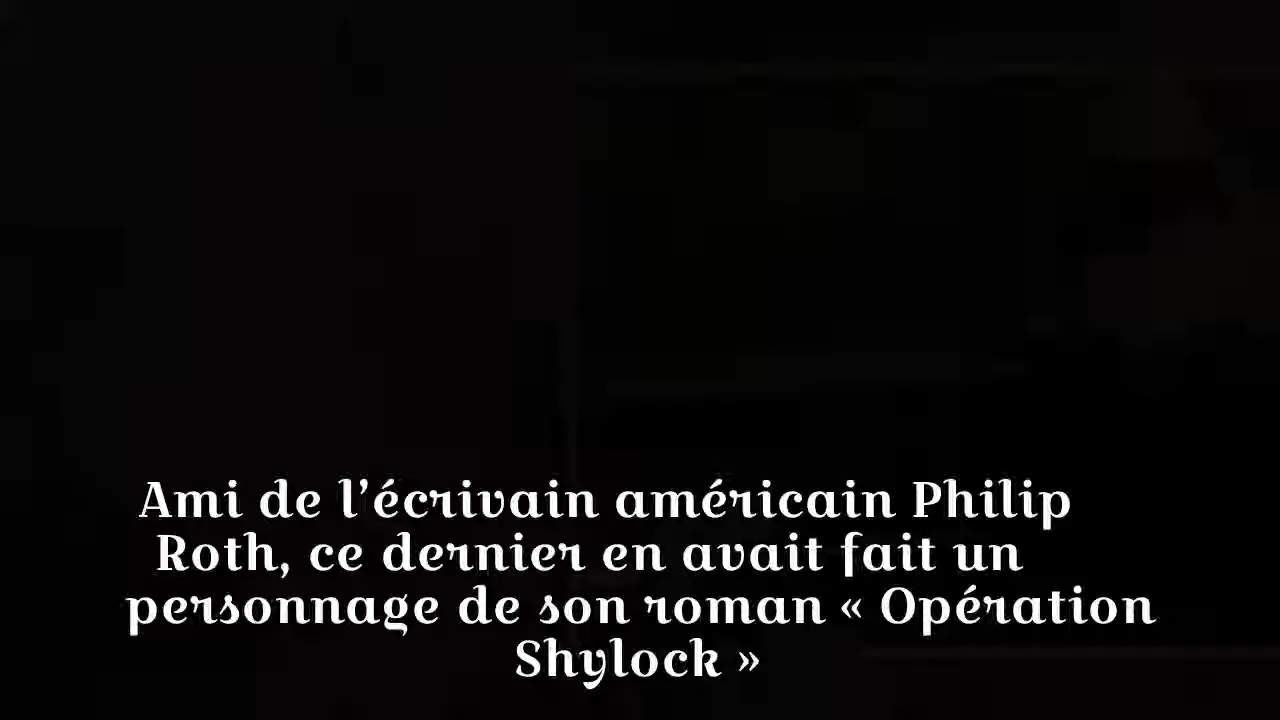 Ami de l’écrivain américain Philip
Roth, ce dernier en avait fait un
personnage de son roman « Opération
Shylock »